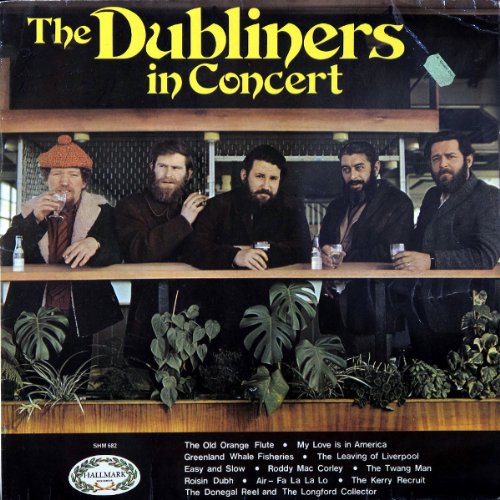 The Dubliners
in Concert
SHM 682
HALLMARK
The Old Orange Flute • My Love is in America
Greenland Whale Fisheries • The Leaving of Liverpool
Easy and Slow • Roddy Mac Corley • The Twang Man
Roisin Dubh • Air – Fa La La Lo • The Kerry Recruit
The Donegal Reel and The Longford Collector